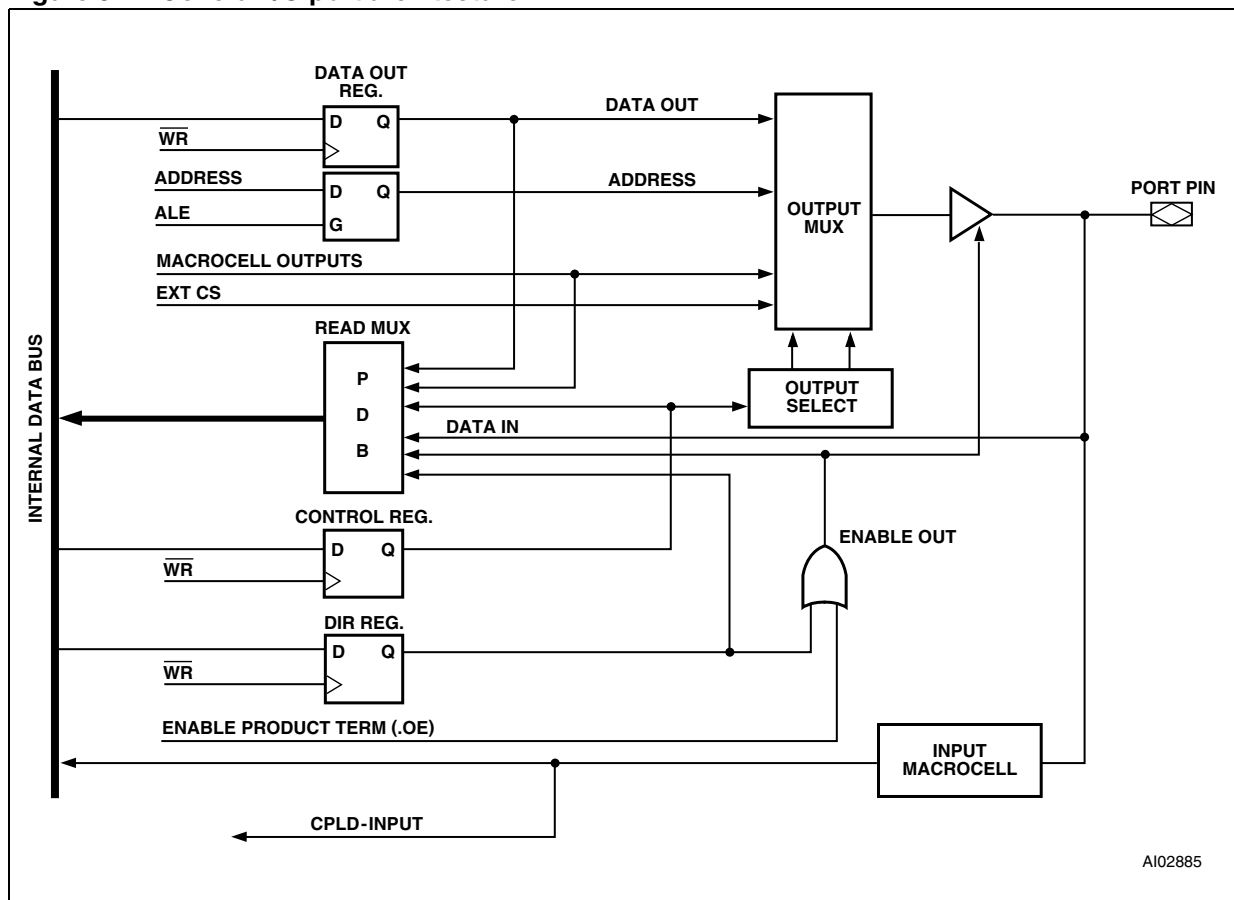 DATA OUT
REG.
D Q
WR
DATA OUT
ADDRESS
ALE
D Q
G
ADDRESS
OUTPUT
MUX
PORT PIN
MACROCELL OUTPUTS
EXT CS
READ MUX
P
D
B
OUTPUT
SELECT
DATA IN
INTERNAL DATA BUS
CONTROL REG.
D Q
WR
ENABLE OUT
DIR REG.
D Q
WR
ENABLE PRODUCT TERM (.OE)
INPUT
MACROCELL
CPLD-INPUT
AI02885